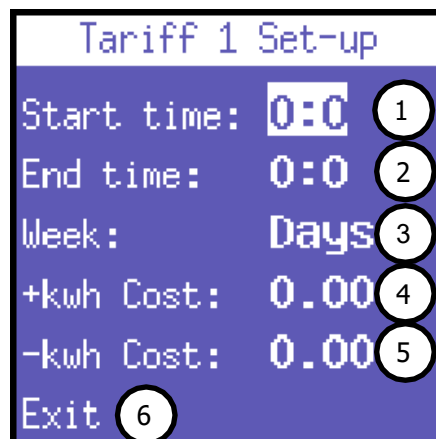 Tariff 1 Set-up
Start time: 0:0 1
End time: 0:0 2
Week: Days 3
+kwh Cost: 0.00 4
-kwh Cost: 0.00 5
Exit 6